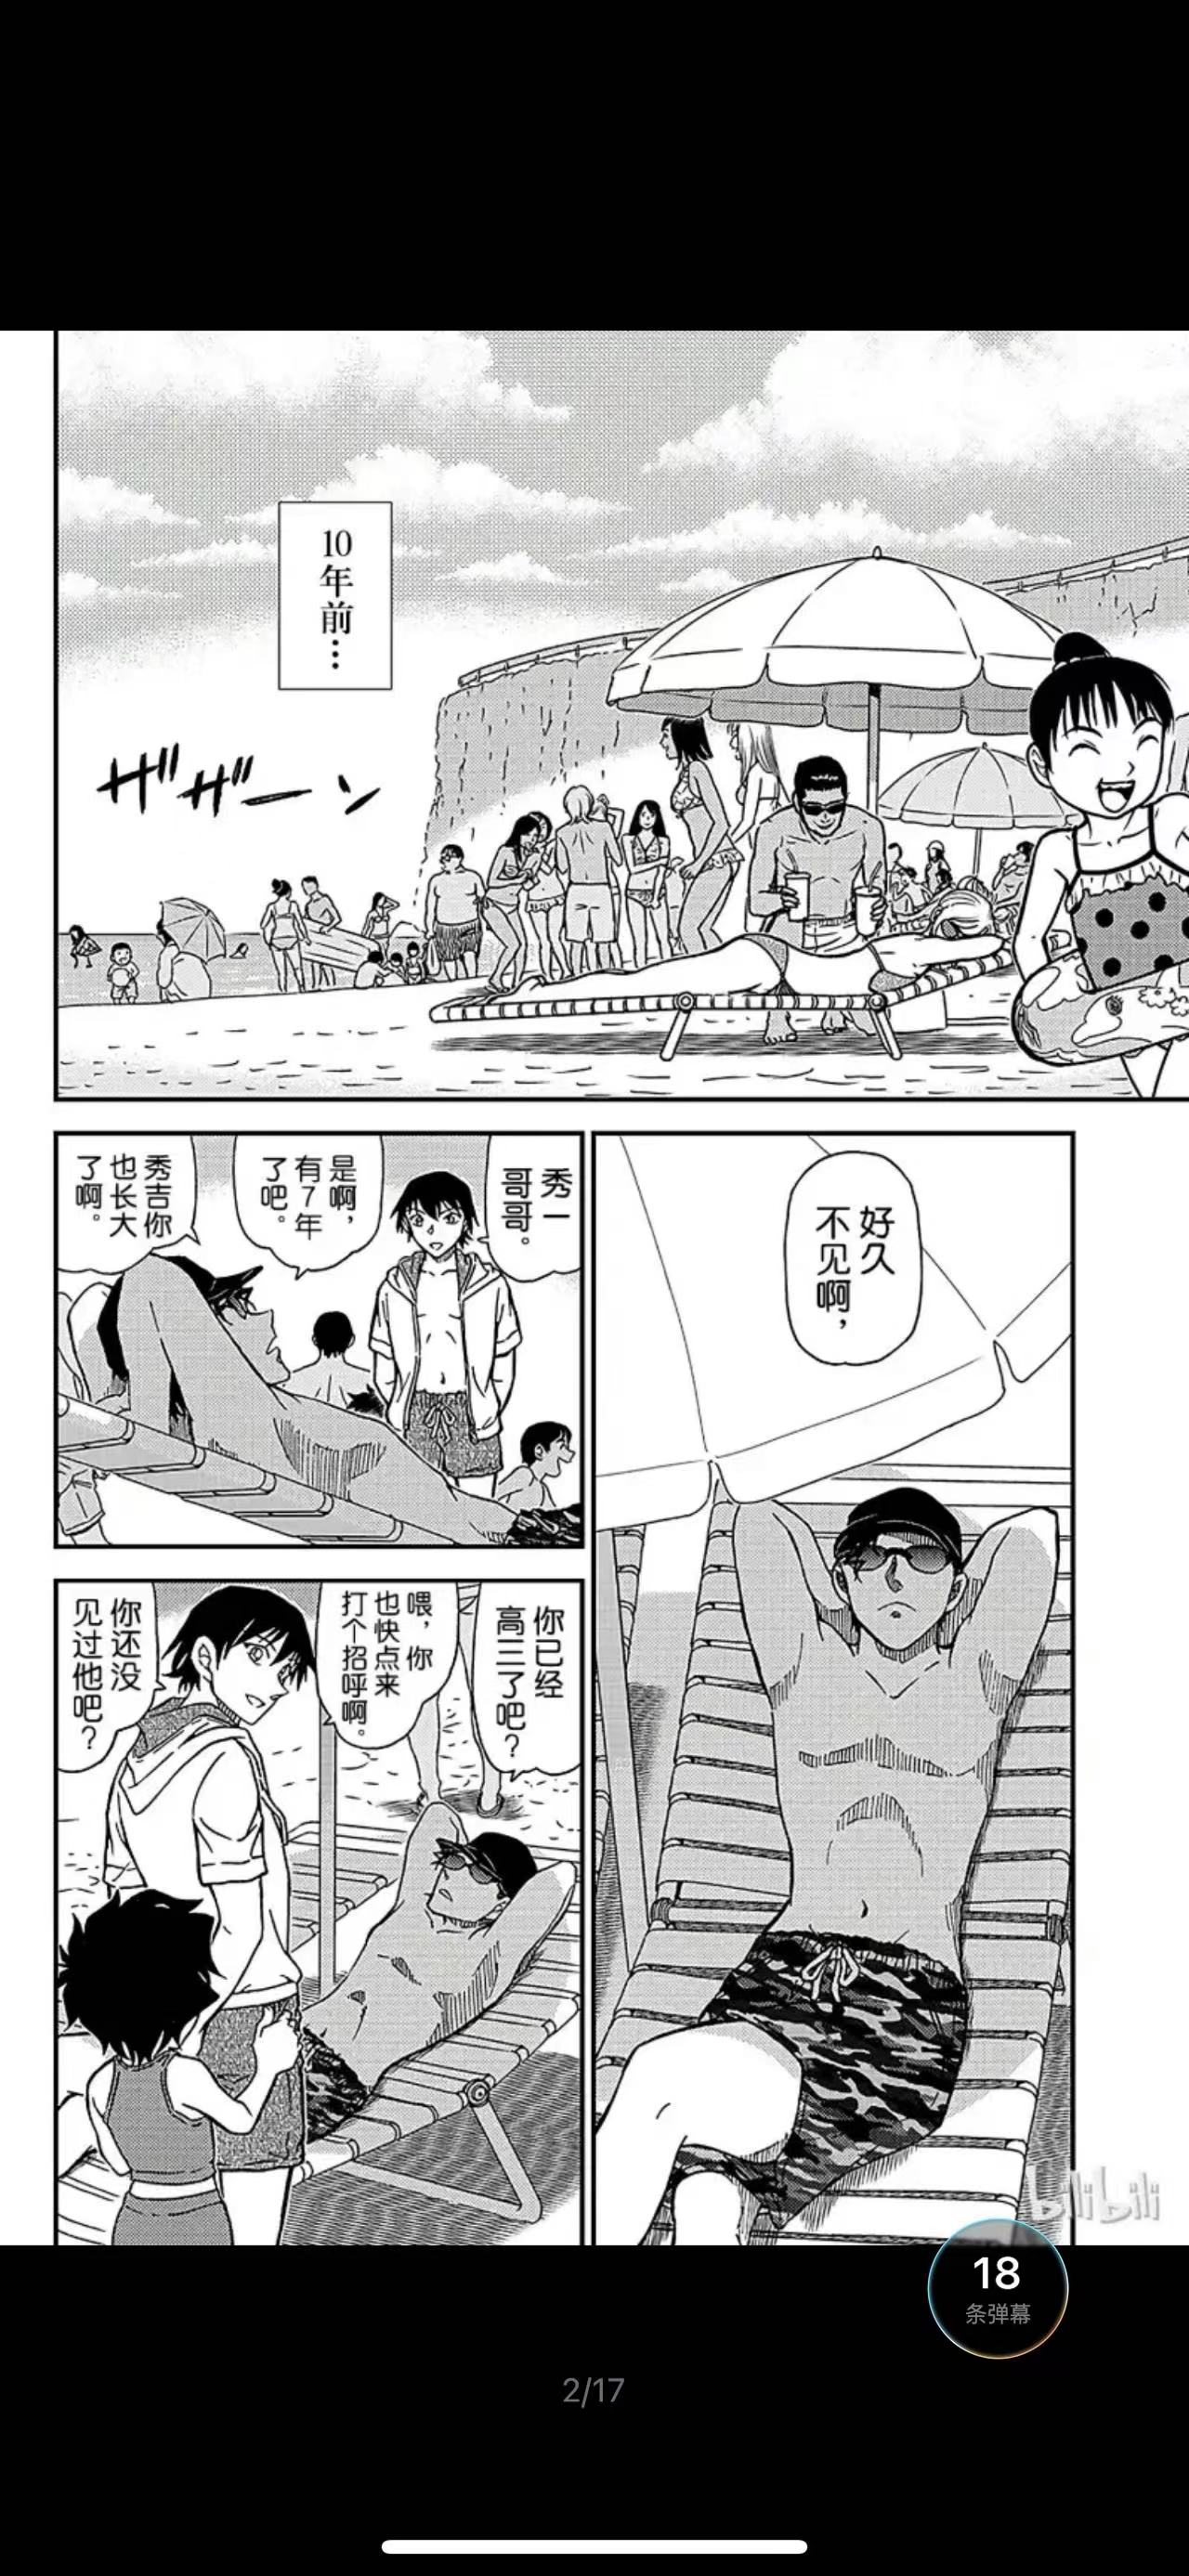 10年前…
ザザーン
好久
不见啊，
秀一
哥哥。
是啊，
有7年
了吧。
秀吉你
也长大
了啊。
你已经
高三了吧？
喂，你
也快点来
打个招呼啊。
你还没
见过他吧？
bilibili
18
条弹幕
2/17